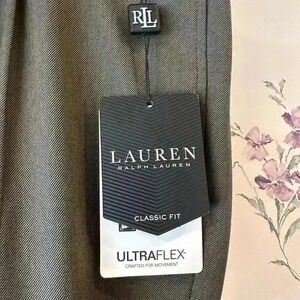 RLL
LAUREN
RALPH LAUREN
CLASSIC FIT
ULTRAFLEX
CRAFTED FOR MOVEMENT